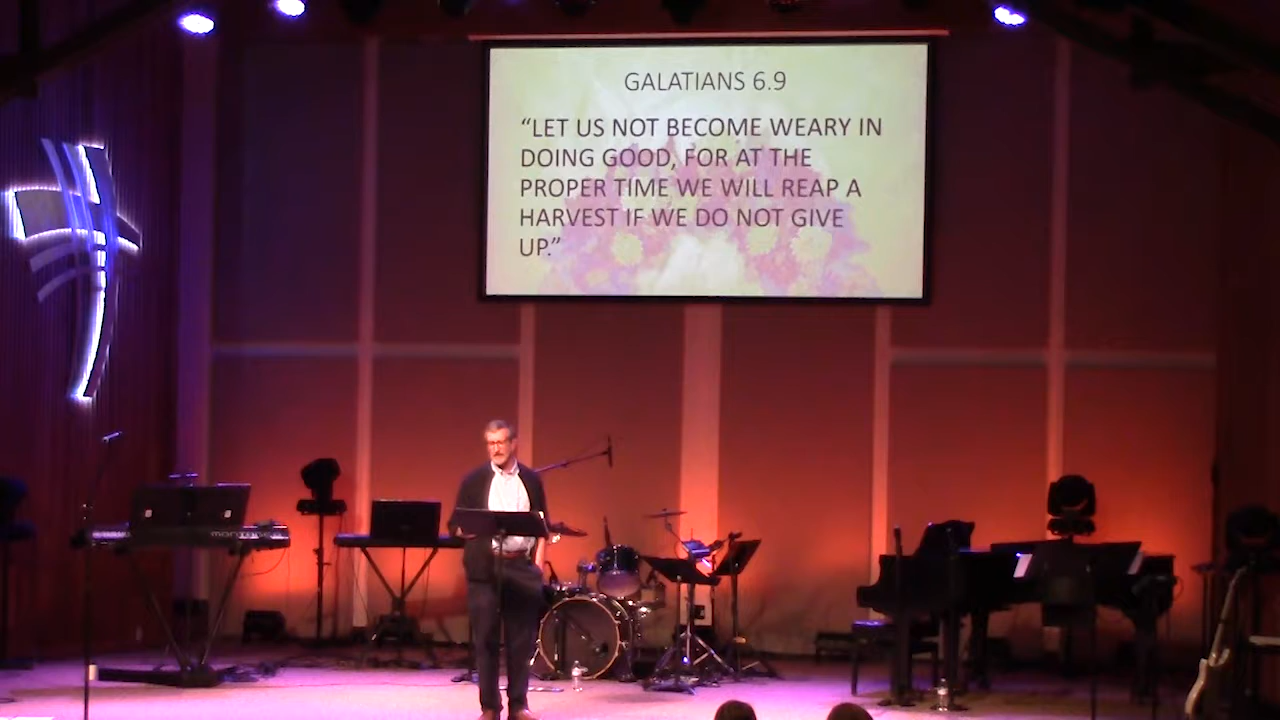 GALATIANS 6.9
“LET US NOT BECOME WEARY IN
DOING GOOD, FOR AT THE
PROPER TIME WE WILL REAP A
HARVEST IF WE DO NOT GIVE
UP.”